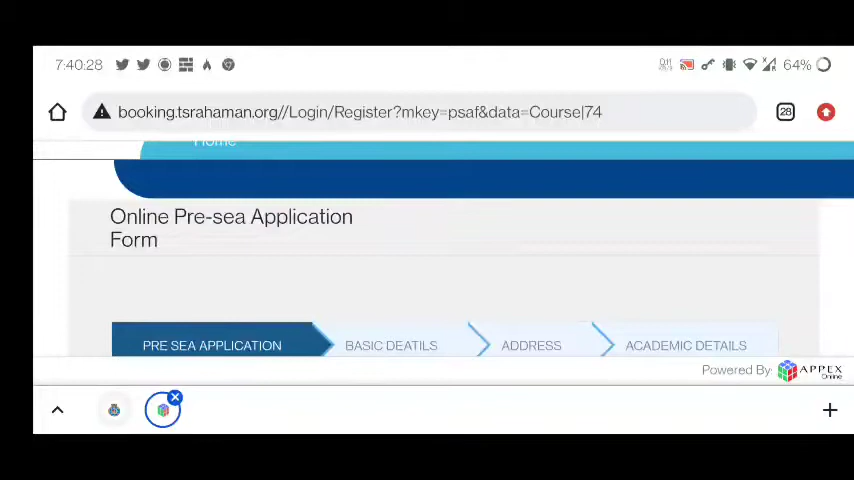 7:40:28
64%
booking.tsrahaman.org//Login/Register?mkey=psaf&data=Course|74
28
Home
Online Pre-sea Application
Form
PRE SEA APPLICATION
BASIC DEATILS
ADDRESS
ACADEMIC DETAILS
Powered By:
APPEX
Online